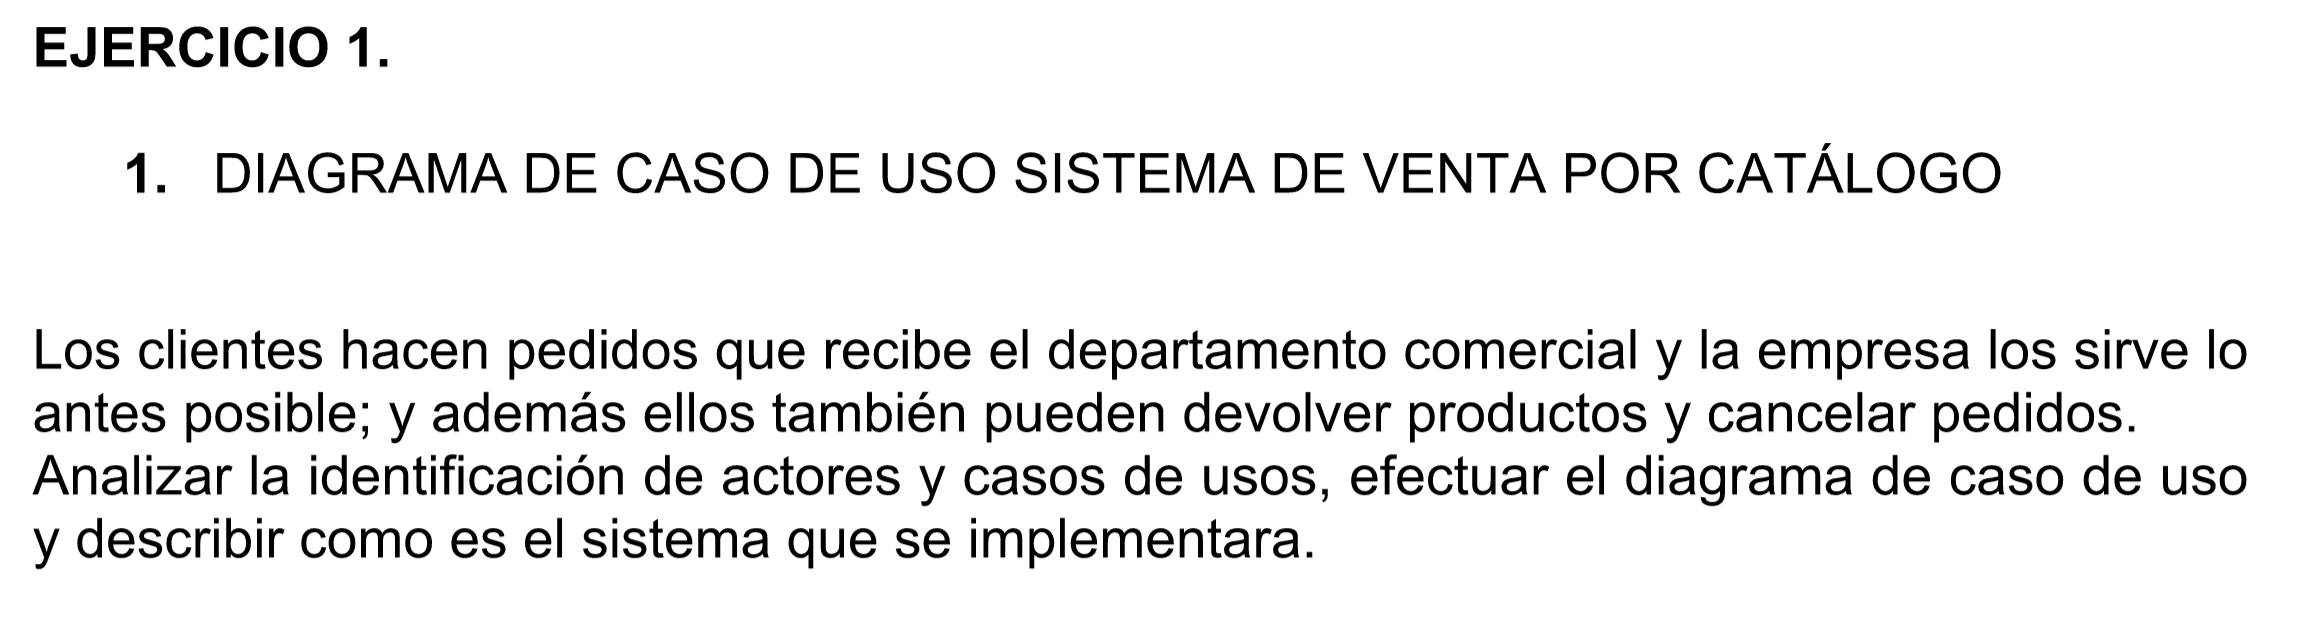 EJERCICIO 1.
1. DIAGRAMA DE CASO DE USO SISTEMA DE VENTA POR CATÁLOGO
Los clientes hacen pedidos que recibe el departamento comercial y la empresa los sirve lo
antes posible; y además ellos también pueden devolver productos y cancelar pedidos.
Analizar la identificación de actores y casos de usos, efectuar el diagrama de caso de uso
y describir como es el sistema que se implementara.